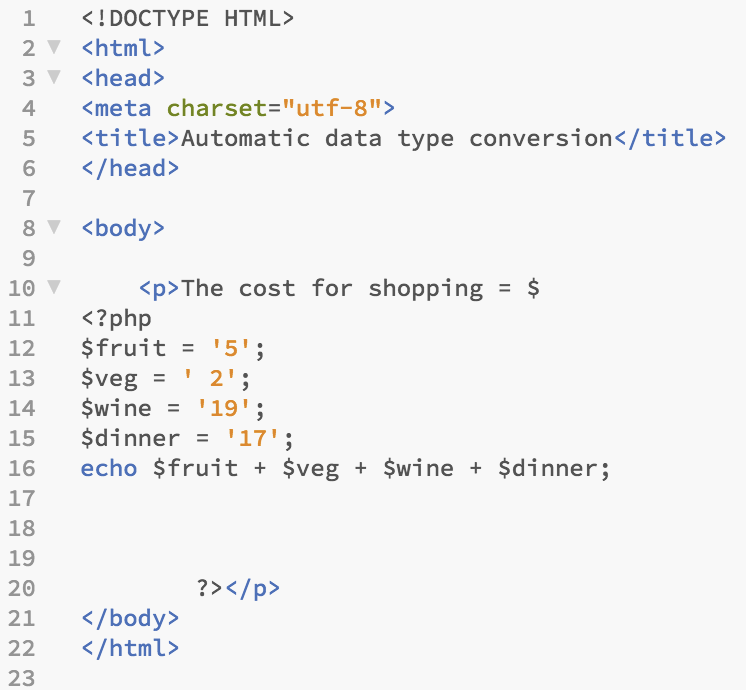 1 <!DOCTYPE HTML>
2 ▼ <html>
3 ▼ <head>
4 <meta charset="utf-8">
5 <title>Automatic data type conversion</title>
6 </head>
7
8 ▼ <body>
9
10 ▼ <p>The cost for shopping = $
11 <?php
12 $fruit = '5';
13 $veg = ' 2';
14 $wine = '19';
15 $dinner = '17';
16 echo $fruit + $veg + $wine + $dinner;
17
18
19
20 ?></p>
21 </body>
22 </html>
23